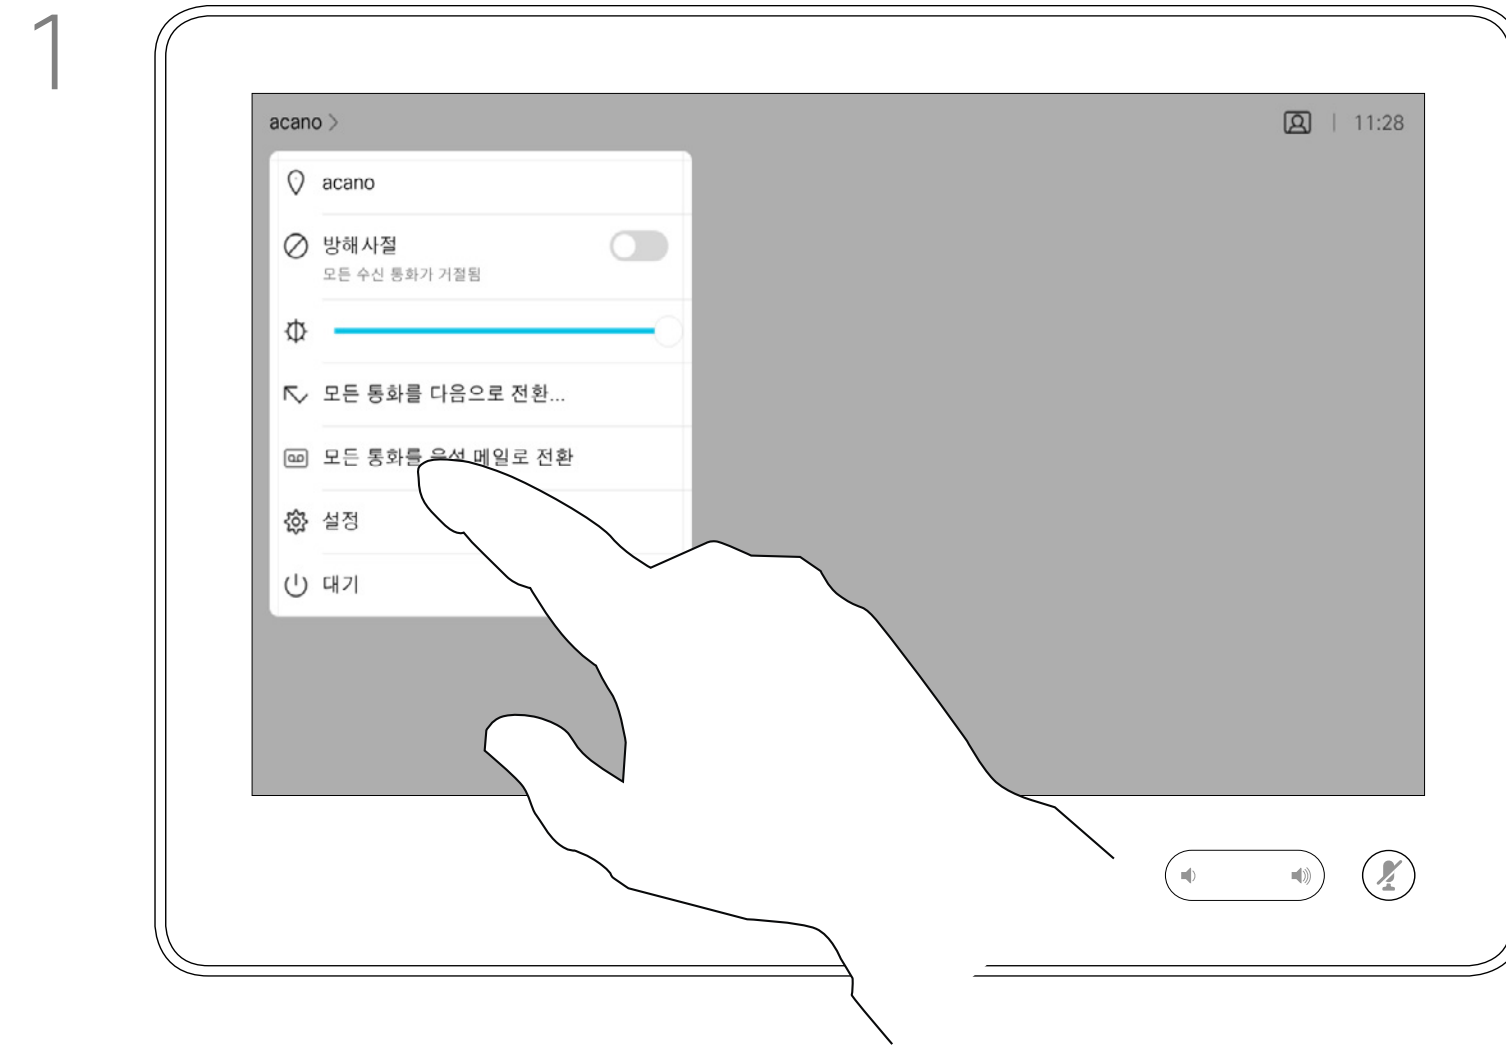 1
acano
11:28
acano
방해사절
모든 수신 통화가 거절됨
모든 통화를 다음으로 전환...
모든 통화를 음성 메일로 전환
설정
대기